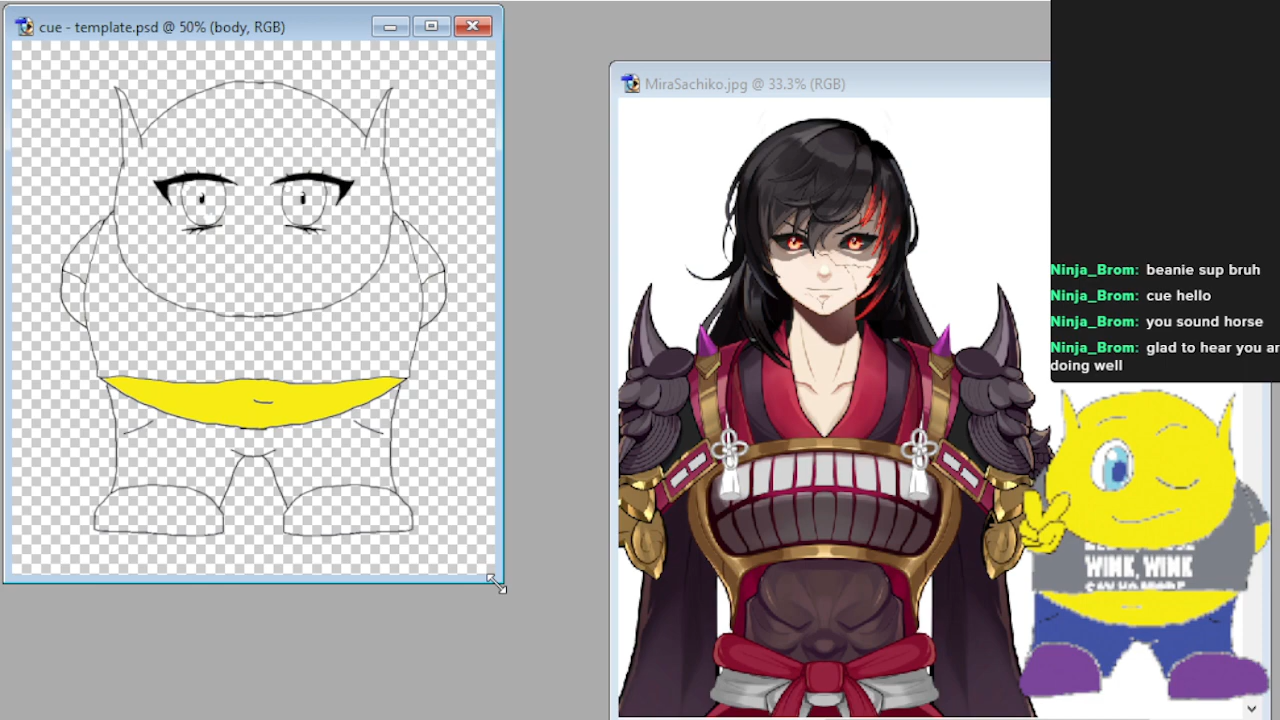 cue - template.psd @ 50% (body, RGB)
MiraSachiko.jpg @ 33.3% (RGB)
Ninja_Brom: beanie sup bruh
Ninja_Brom: cue hello
Ninja_Brom: you sound horse
Ninja_Brom: glad to hear you ar
doing well
WINK, WINK